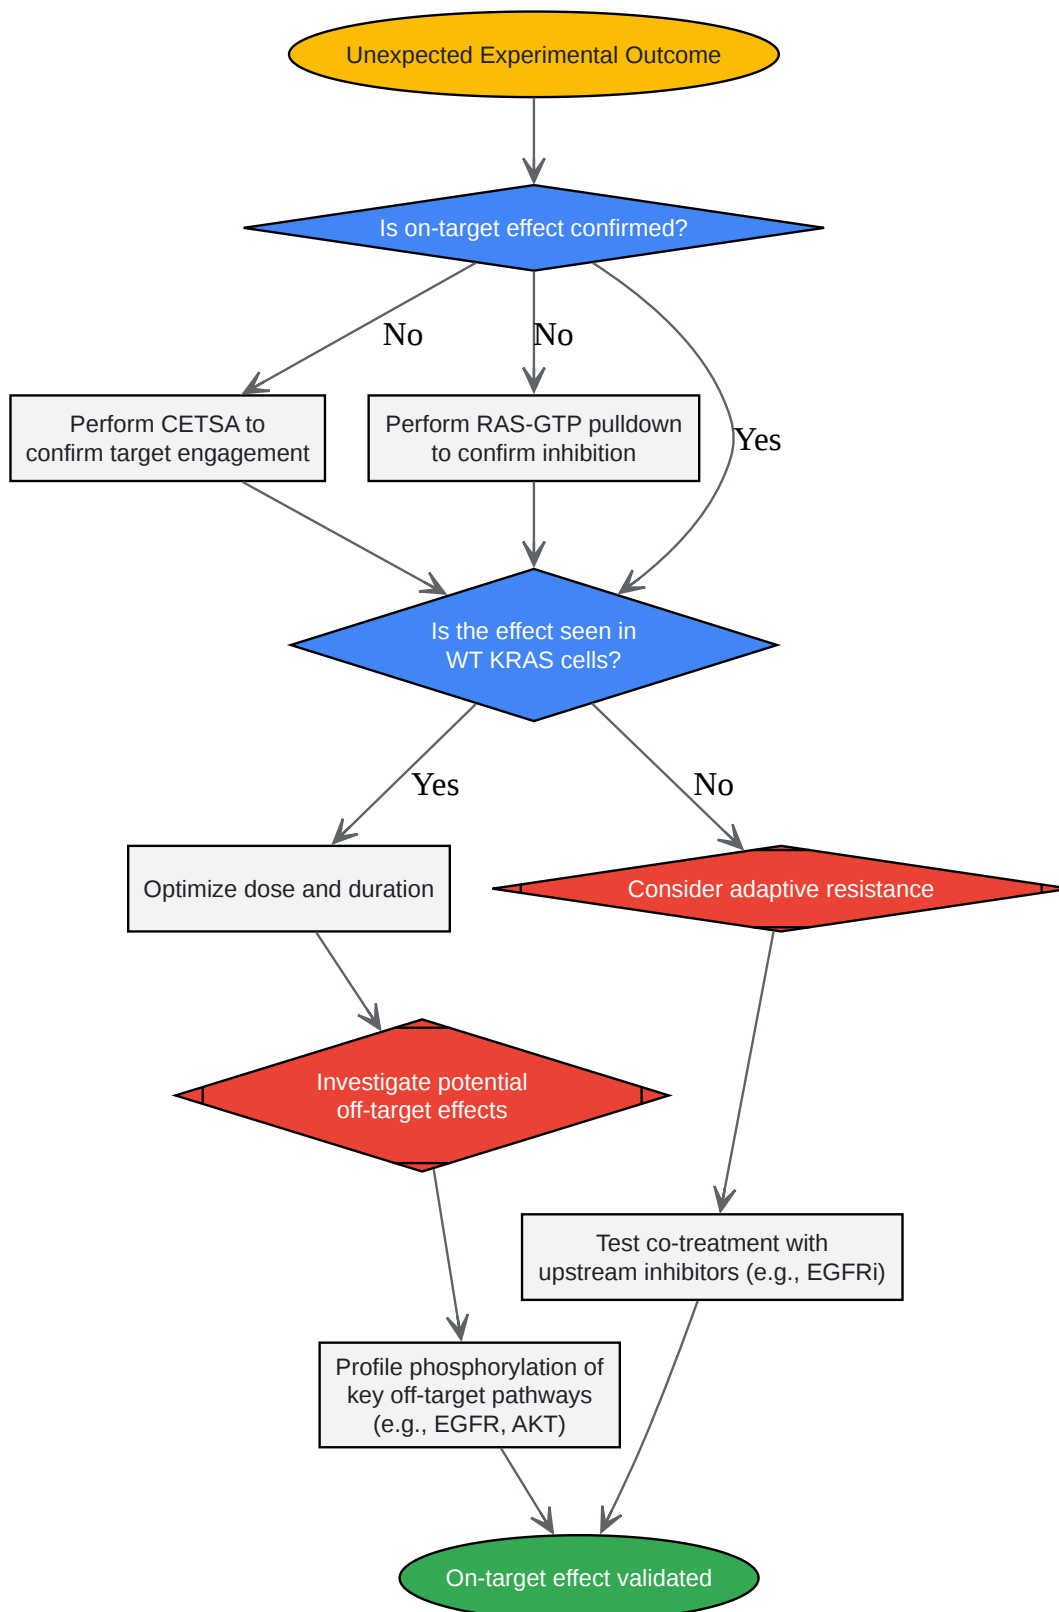 Unexpected Experimental Outcome
Is on-target effect confirmed?
No
No
Yes
Perform CETSA to
confirm target engagement
Perform RAS-GTP pulldown
to confirm inhibition
Is the effect seen in
WT KRAS cells?
Yes
No
Optimize dose and duration
Consider adaptive resistance
Investigate potential
off-target effects
Test co-treatment with
upstream inhibitors (e.g., EGFRi)
Profile phosphorylation of
key off-target pathways
(e.g., EGFR, AKT)
On-target effect validated